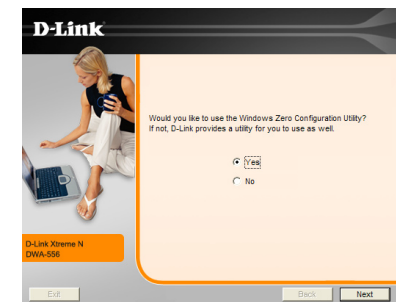 D-Link
Would you like to use the Windows Zero Configuration Utility?
If not, D-Link provides a utility for you to use as well.
Yes
No
D-Link Xtreme N
DWA-556
Exit
Back
Next